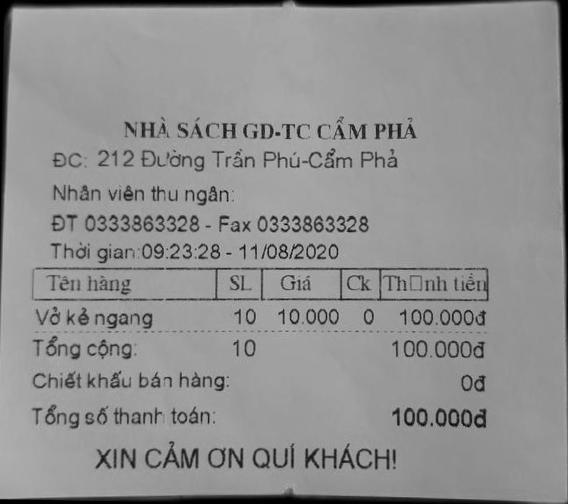 NHÀ SÁCH GD-TC CẨM PHẢ
ĐC: 212 Đường Trẩn Phú-Cẩm Phả
Nhân viên thu ngân:
ĐT 0333863328 - Fax 0333863328
Thời gian:09:23:28 - 11/08/2020
Tên hàng SL Giá Ck Th□nh tiền
Vở kẻ ngang 10 10.000 0 100.000đ
Tổng cộng: 10 100.000đ
Chiết khấu bán hàng: 0đ
Tổng số thanh toán: 100.000đ
XIN CẢM ƠN QUÍ KHÁCH!